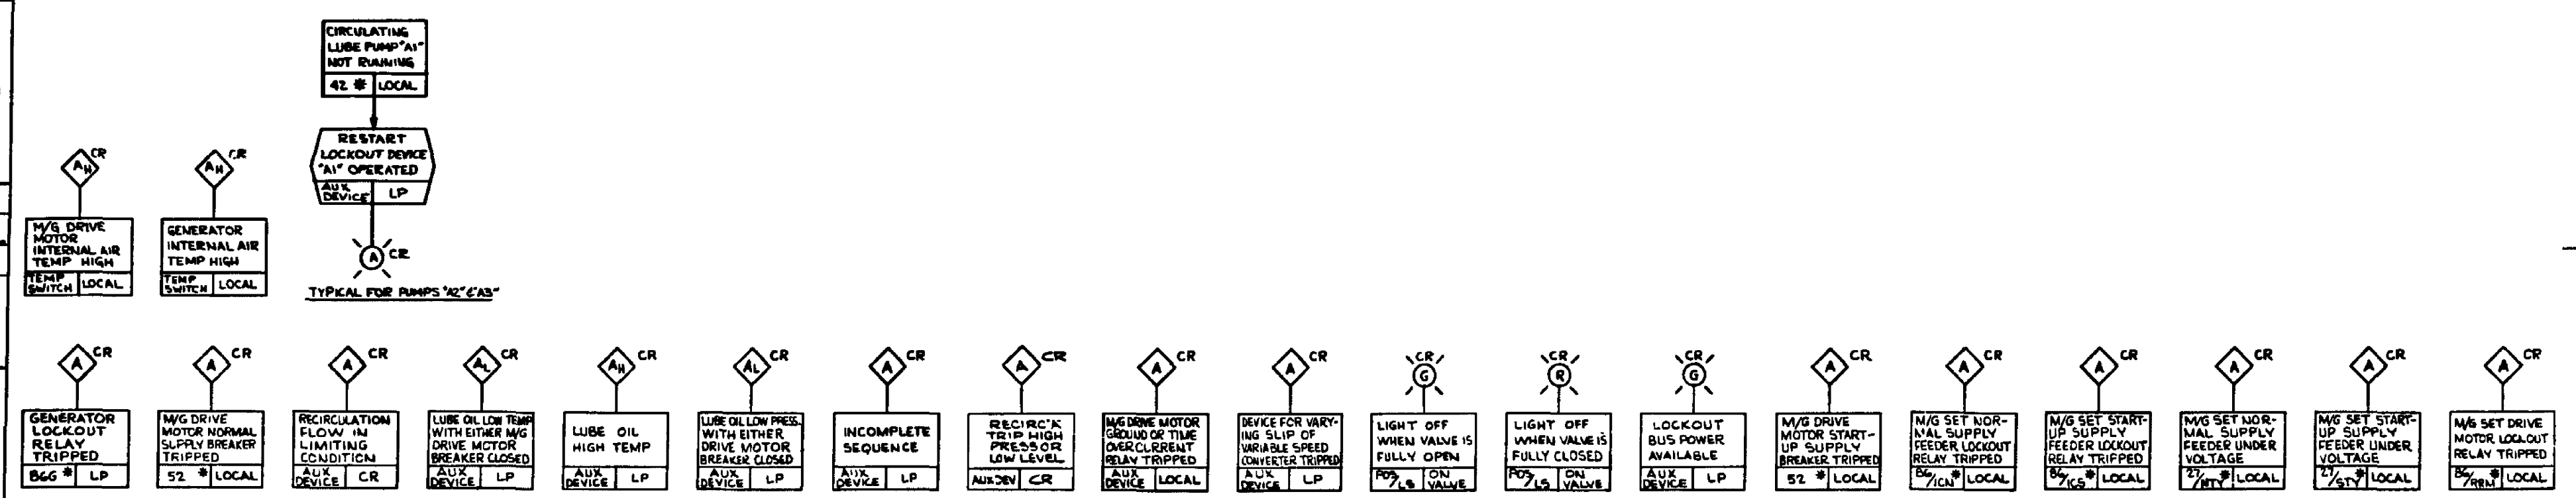 CIRCULATING
LUBE PUMP "A1"
NOT RUNNING
42 * LOCAL
RESTART
LOCKOUT DEVICE
"A1" OPERATED
AUX
DEVICE LP
A CR
TYPICAL FOR PUMPS "A2" & "A3"
AH CR
M/G DRIVE
MOTOR
INTERNAL AIR
TEMP HIGH
TEMP
SWITCH LOCAL
AH CR
GENERATOR
INTERNAL AIR
TEMP HIGH
TEMP
SWITCH LOCAL
A CR
GENERATOR
LOCKOUT
RELAY
TRIPPED
86G * LP
A CR
M/G DRIVE
MOTOR NORMAL
SUPPLY BREAKER
TRIPPED
52 * LOCAL
A CR
RECIRCULATION
FLOW IN
LIMITING
CONDITION
AUX
DEVICE CR
AL CR
LUBE OIL LOW TEMP
WITH EITHER M/G
DRIVE MOTOR
BREAKER CLOSED
AUX
DEVICE LP
AH CR
LUBE OIL
HIGH TEMP
AUX
DEVICE LP
AL CR
LUBE OIL LOW PRESS.
WITH EITHER
DRIVE MOTOR
BREAKER CLOSED
AUX
DEVICE LP
A CR
INCOMPLETE
SEQUENCE
AUX
DEVICE LP
A CR
RECIRC "A"
TRIP HIGH
PRESS OR
LOW LEVEL
AUX DEV CR
A CR
M/G DRIVE MOTOR
GROUND OR TIME
OVERCURRENT
RELAY TRIPPED
AUX
DEVICE LOCAL
A CR
DEVICE FOR VARY-
ING SLIP OF
VARIABLE SPEED
CONVERTER TRIPPED
AUX
DEVICE LP
CR
G
LIGHT OFF
WHEN VALVE IS
FULLY OPEN
POS/LS ON
VALVE
CR
R
LIGHT OFF
WHEN VALVE IS
FULLY CLOSED
POS/LS ON
VALVE
CR
G
LOCKOUT
BUS POWER
AVAILABLE
AUX
DEVICE LP
A CR
M/G DRIVE
MOTOR START-
UP SUPPLY
BREAKER TRIPPED
52 * LOCAL
A CR
M/G SET NOR-
MAL SUPPLY
FEEDER LOCKOUT
RELAY TRIPPED
86/ICN * LOCAL
A CR
M/G SET START-
UP SUPPLY
FEEDER LOCKOUT
RELAY TRIPPED
86/ICS * LOCAL
A CR
M/G SET NOR-
MAL SUPPLY
FEEDER UNDER
VOLTAGE
27/NTY * LOCAL
A CR
M/G SET START-
UP SUPPLY
FEEDER UNDER
VOLTAGE
27/STY * LOCAL
A CR
M/G SET DRIVE
MOTOR LOCKOUT
RELAY TRIPPED
86/RRM * LOCAL